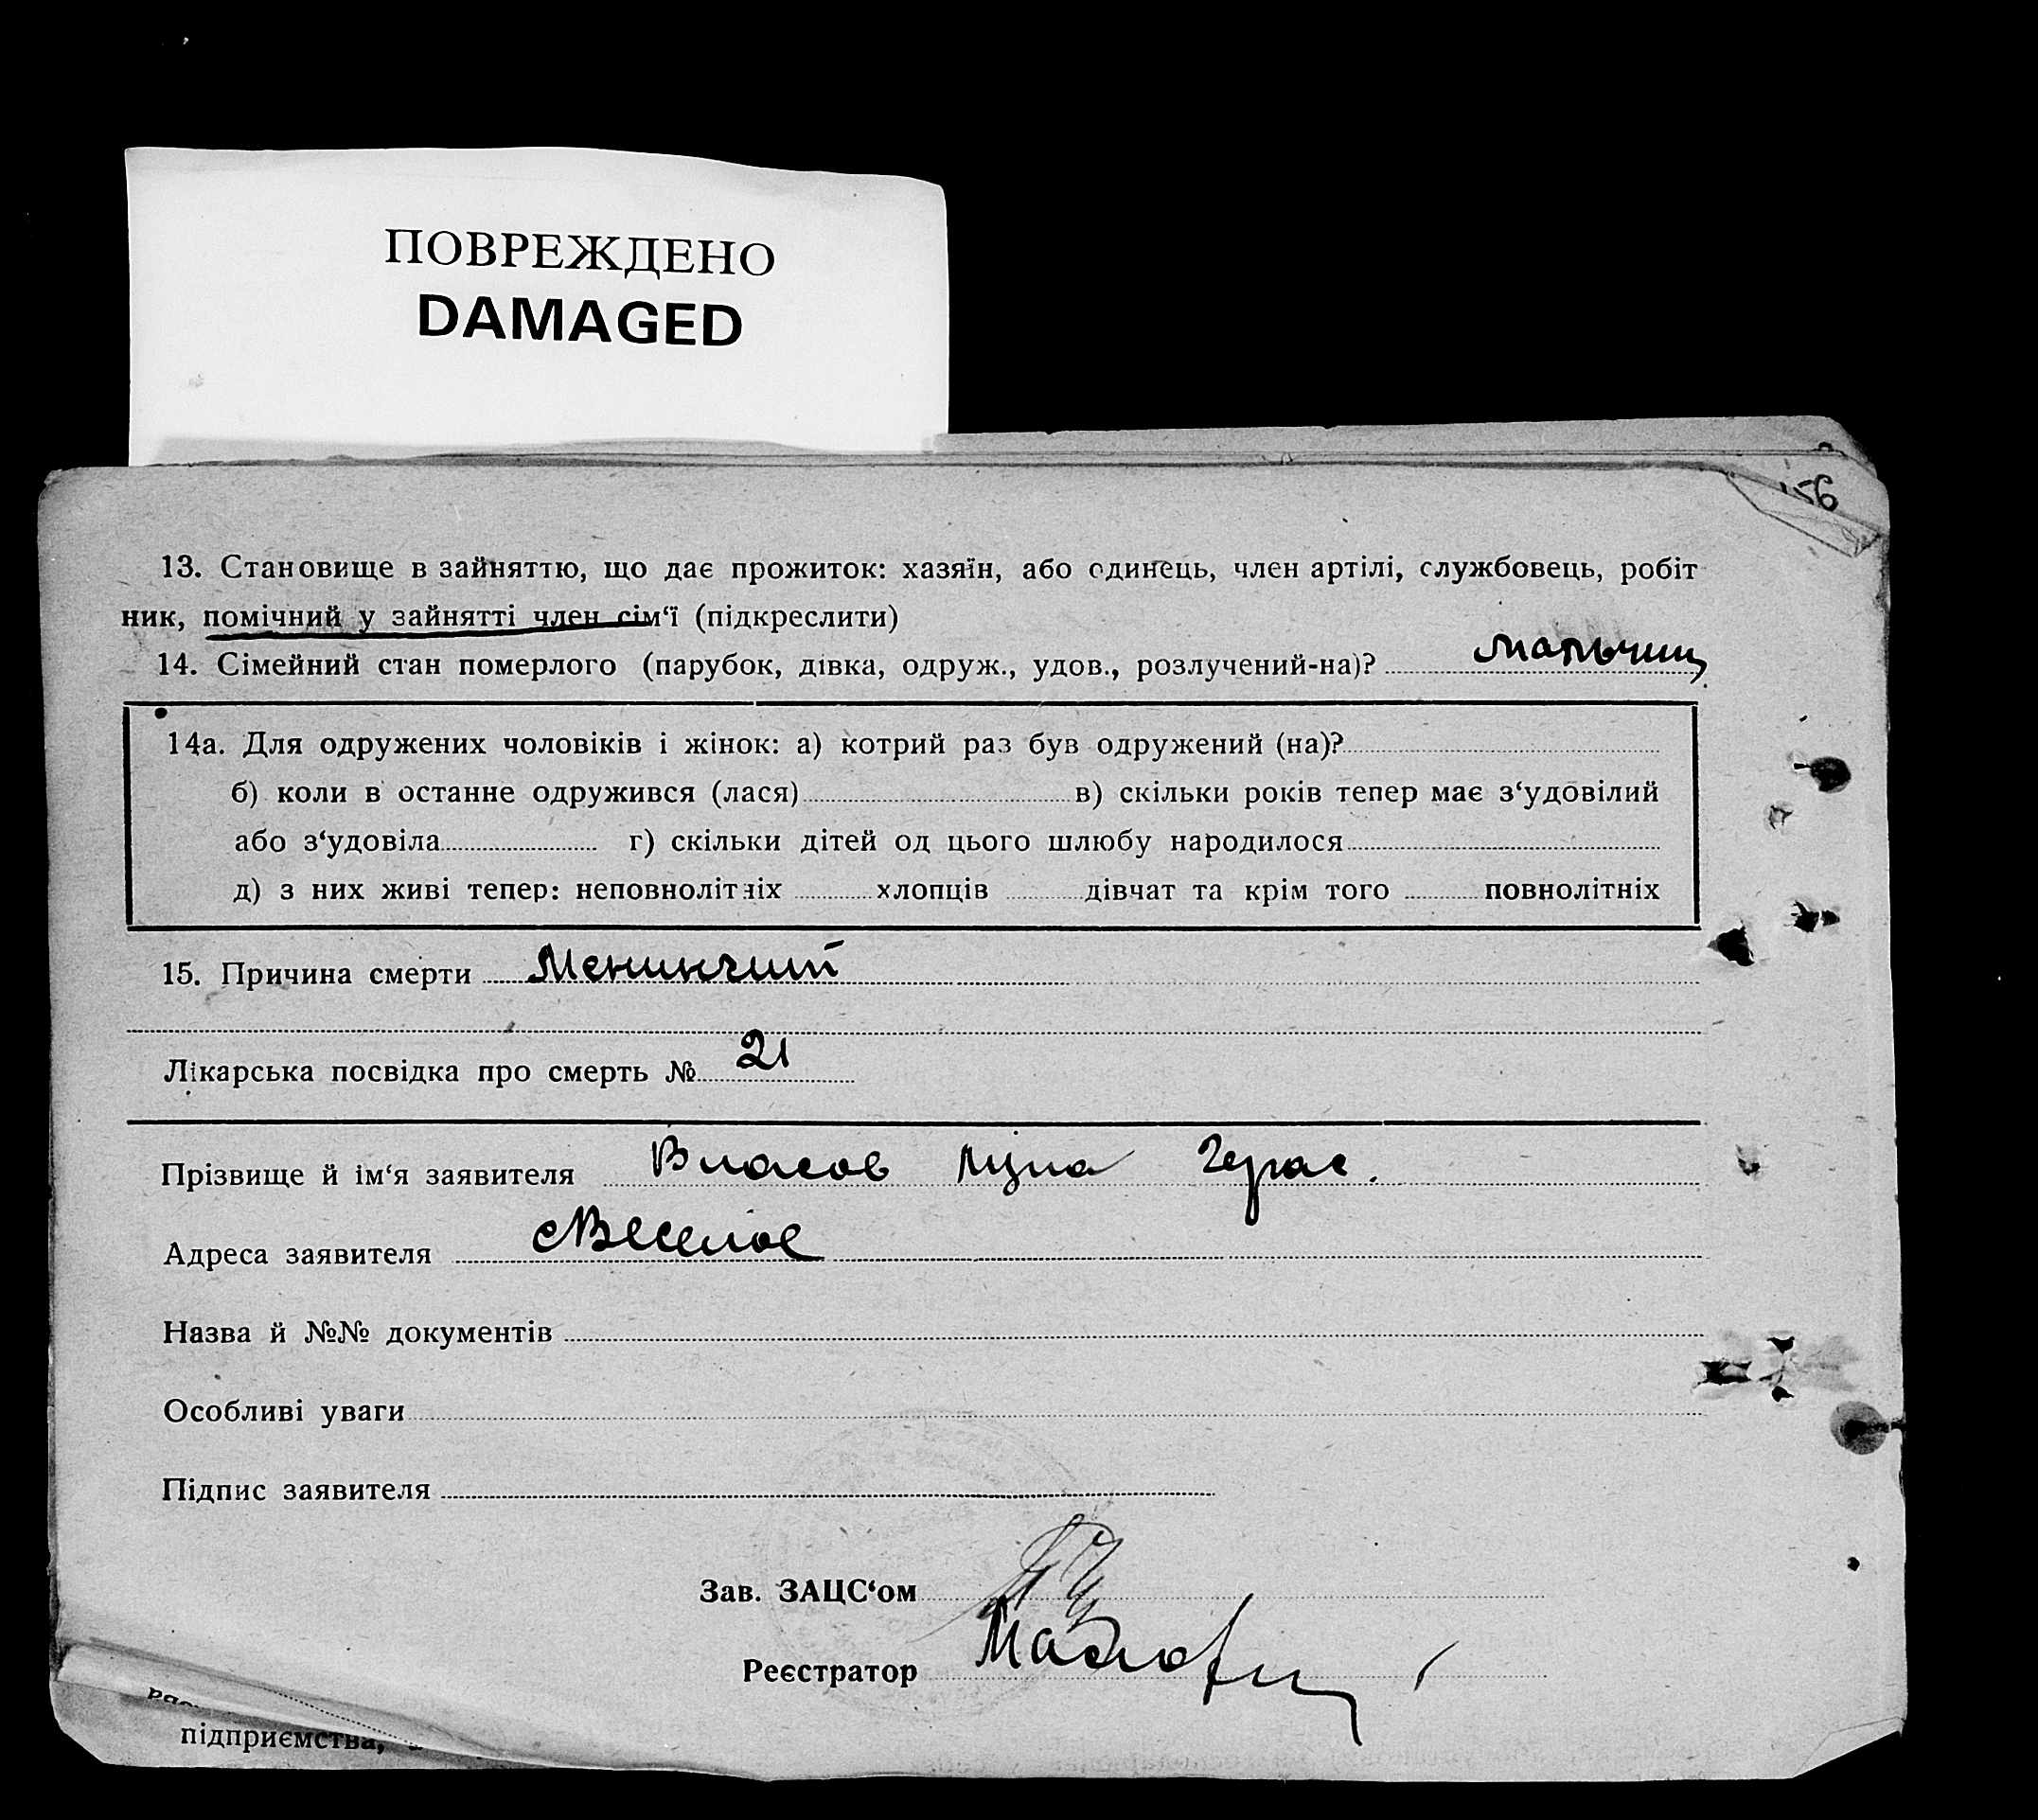 ПОВРЕЖДЕНО
DAMAGED
156
13. Становище в зайняттю, що дає прожиток: хазяїн, або одинець, член артілі, службовець, робіт
ник, помічний у зайнятті член сім‘ї (підкреслити)
14. Сімейний стан померлого (парубок, дівка, одруж., удов., розлучений-на)?
14а. Для одружених чоловіків і жінок: а) котрий раз був одружений (на)?
б) коли в останне одружився (лася) в) скільки років тепер має з‘удовілий
або з‘удовіла г) скільки дітей од цього шлюбу народилося
д) з них живі тепер: неповнолітніх хлопців дівчат та крім того повнолітніх
15. Причина смерти Менингит
Лікарська посвідка про смерть № 21
Прізвище й ім‘я заявителя Власов Герас.
Адреса заявителя с Веселое
Назва й №№ документів
Особливі уваги
Підпис заявителя
Зав. ЗАЦС‘ом
Реєстратор
підприємства,